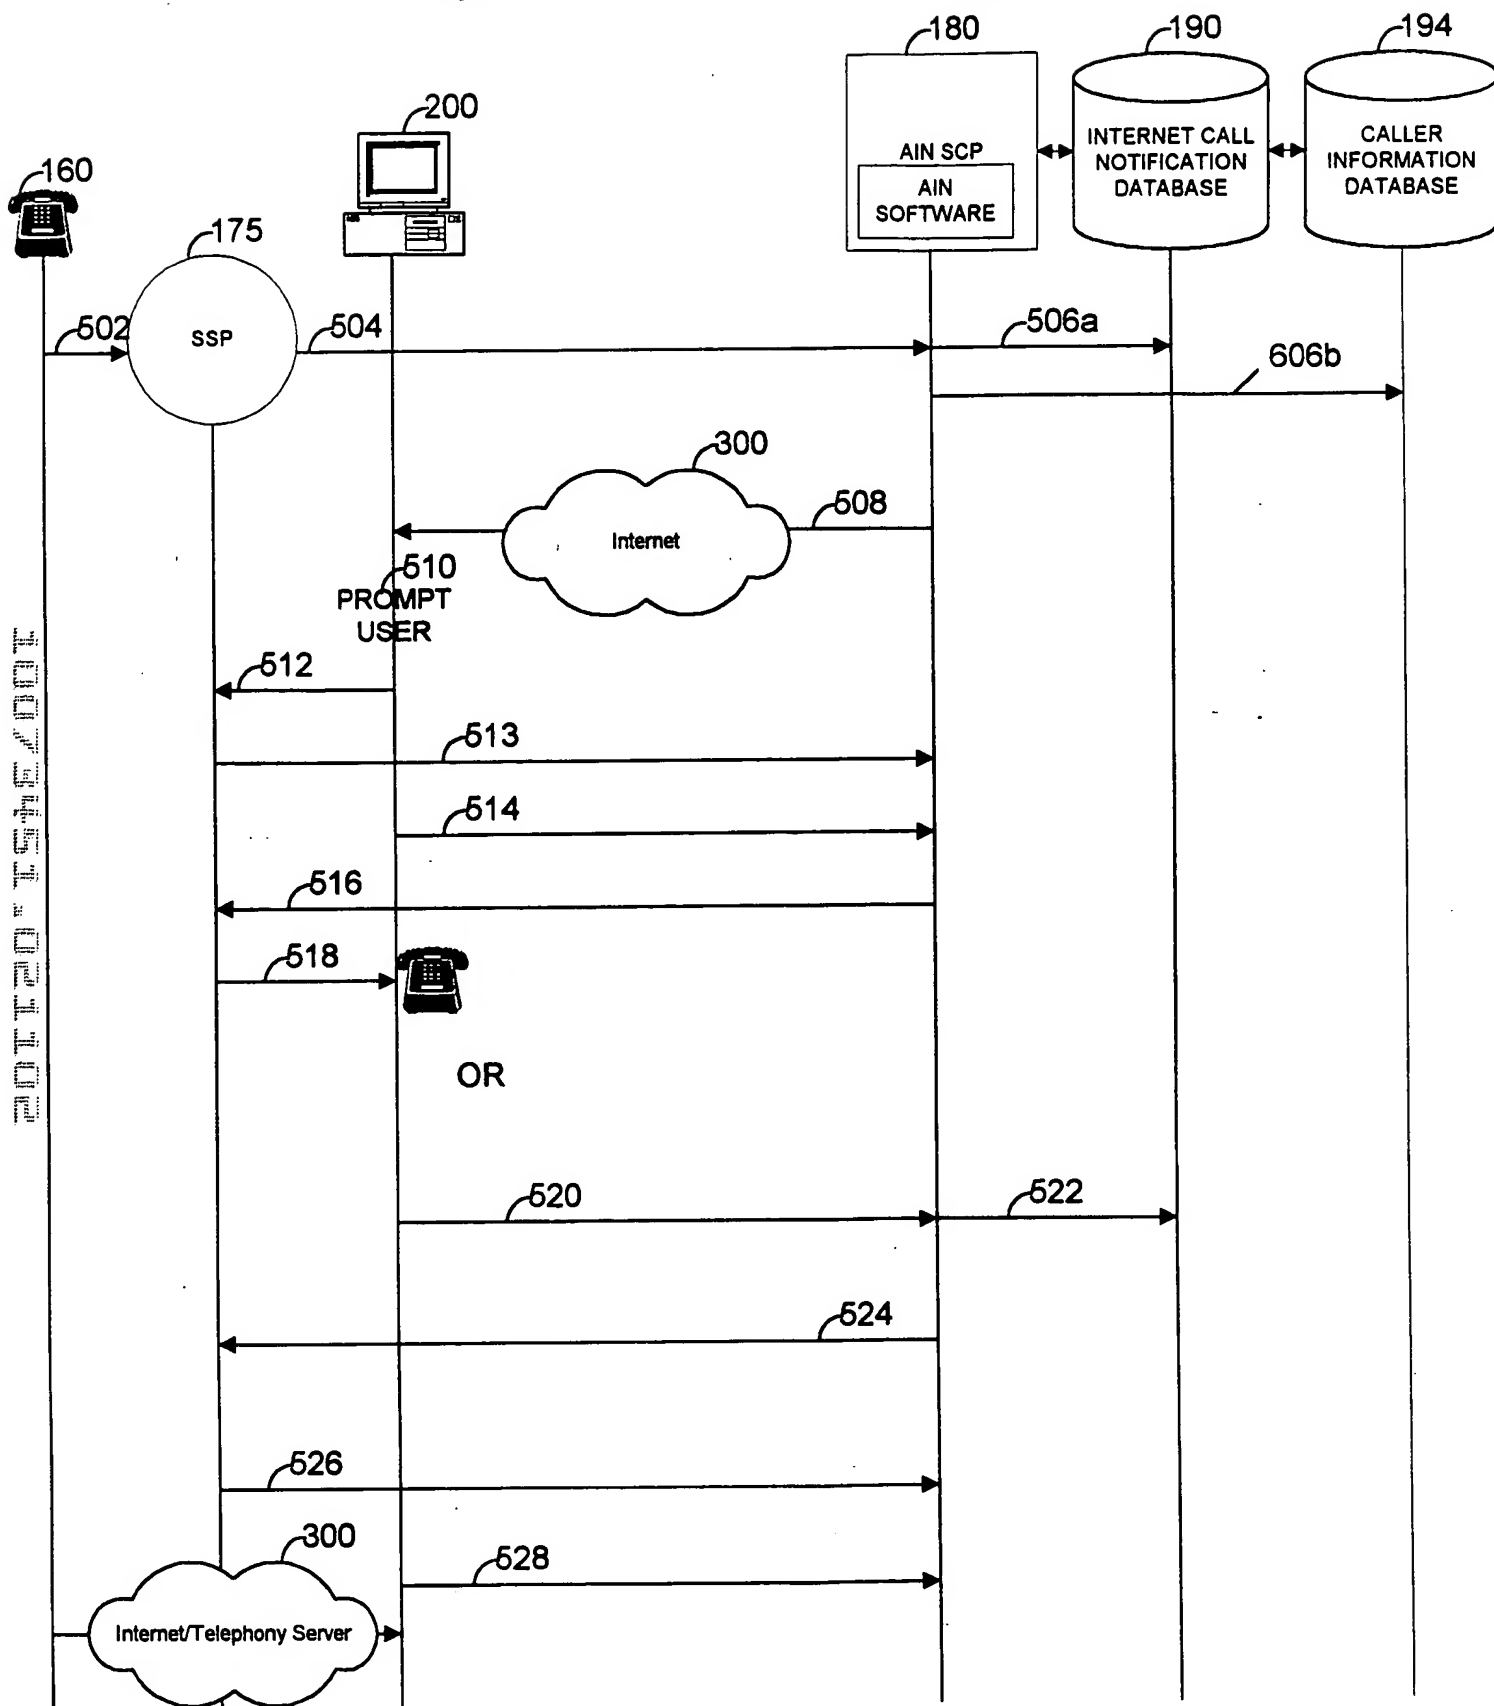 180
190
194
200
160
175
AIN SCP
AIN
SOFTWARE
INTERNET CALL
NOTIFICATION
DATABASE
CALLER
INFORMATION
DATABASE
502
SSP
504
506a
606b
300
508
Internet
510
PROMPT
USER
512
513
514
516
518
OR
520
522
524
526
300
528
Internet/Telephony Server
10073451.021102